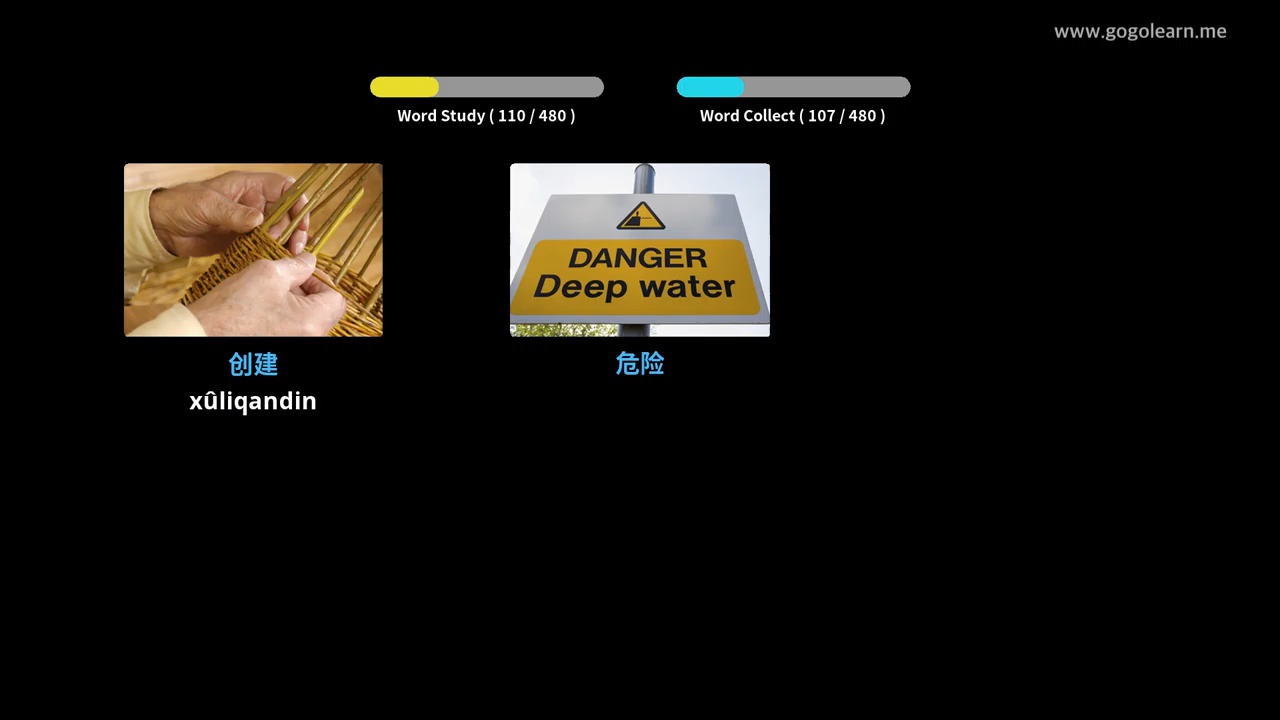 www.gogolearn.me
Word Study ( 110 / 480 )
Word Collect ( 107 / 480 )
DANGER
Deep water
创建
危险
xûliqandin